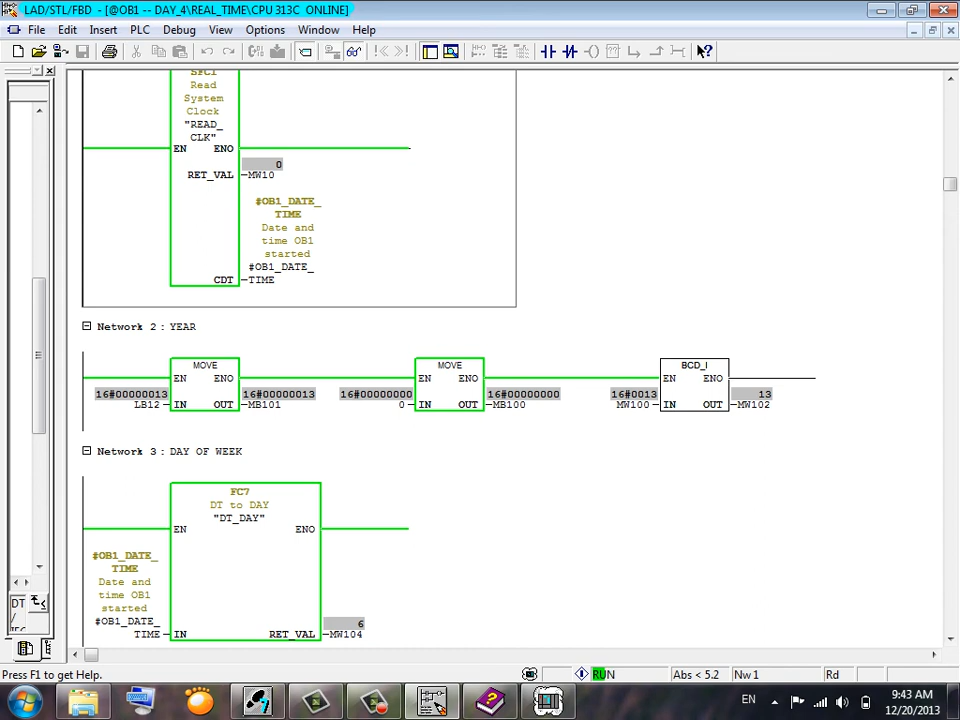 LAD/STL/FBD - [@OB1 -- DAY_4\REAL_TIME\CPU 313C ONLINE]
File Edit Insert PLC Debug View Options Window Help
SFC1
Read
System
Clock
"READ_
CLK"
EN ENO
0
RET_VAL MW10
#OB1_DATE_
TIME
Date and
time OB1
started
#OB1_DATE_
CDT TIME
Network 2 : YEAR
MOVE MOVE BCD_I
EN ENO EN ENO EN ENO
16#00000013 16#00000013 16#00000000 16#00000000 16#0013 13
LB12 IN OUT MB101 0 IN OUT MB100 MW100 IN OUT MW102
Network 3 : DAY OF WEEK
FC7
DT to DAY
"DT_DAY"
EN ENO
#OB1_DATE_
TIME
Date and
time OB1
started
#OB1_DATE_ 6
TIME IN RET_VAL MW104
DT
/
Press F1 to get Help. RUN Abs < 5.2 Nw 1 Rd
EN 9:43 AM
12/20/2013